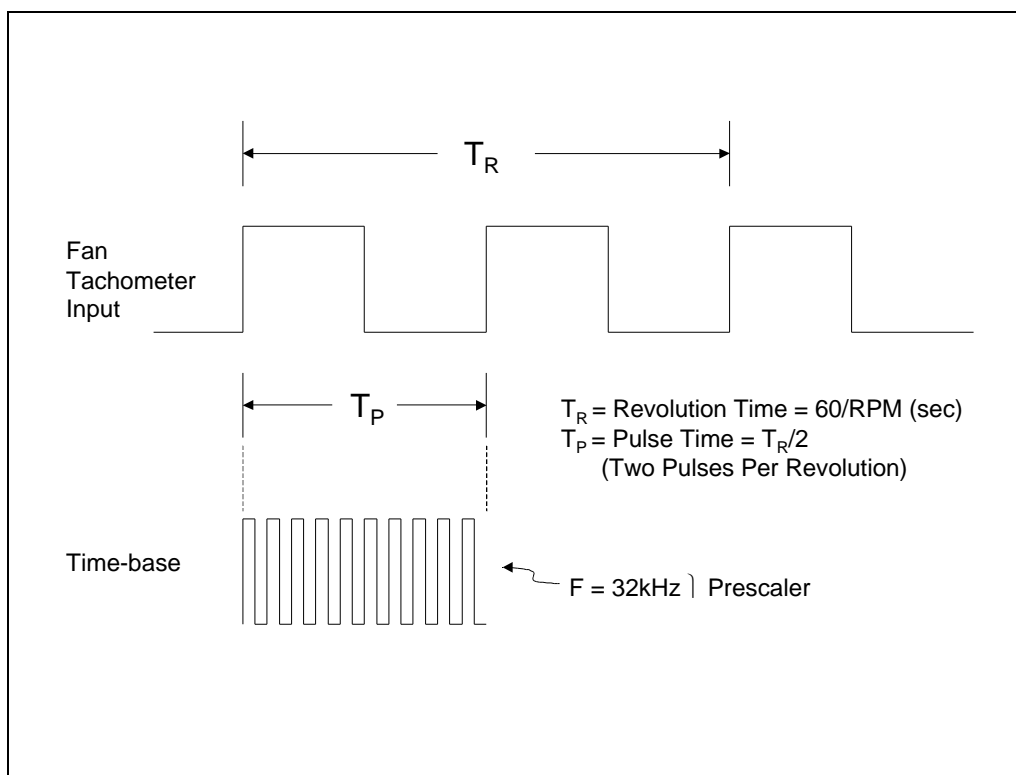 T_R
Fan
Tachometer
Input
T_P
T_R = Revolution Time = 60/RPM (sec)
T_P = Pulse Time = T_R/2
(Two Pulses Per Revolution)
Time-base
F = 32kHz ⌉ Prescaler